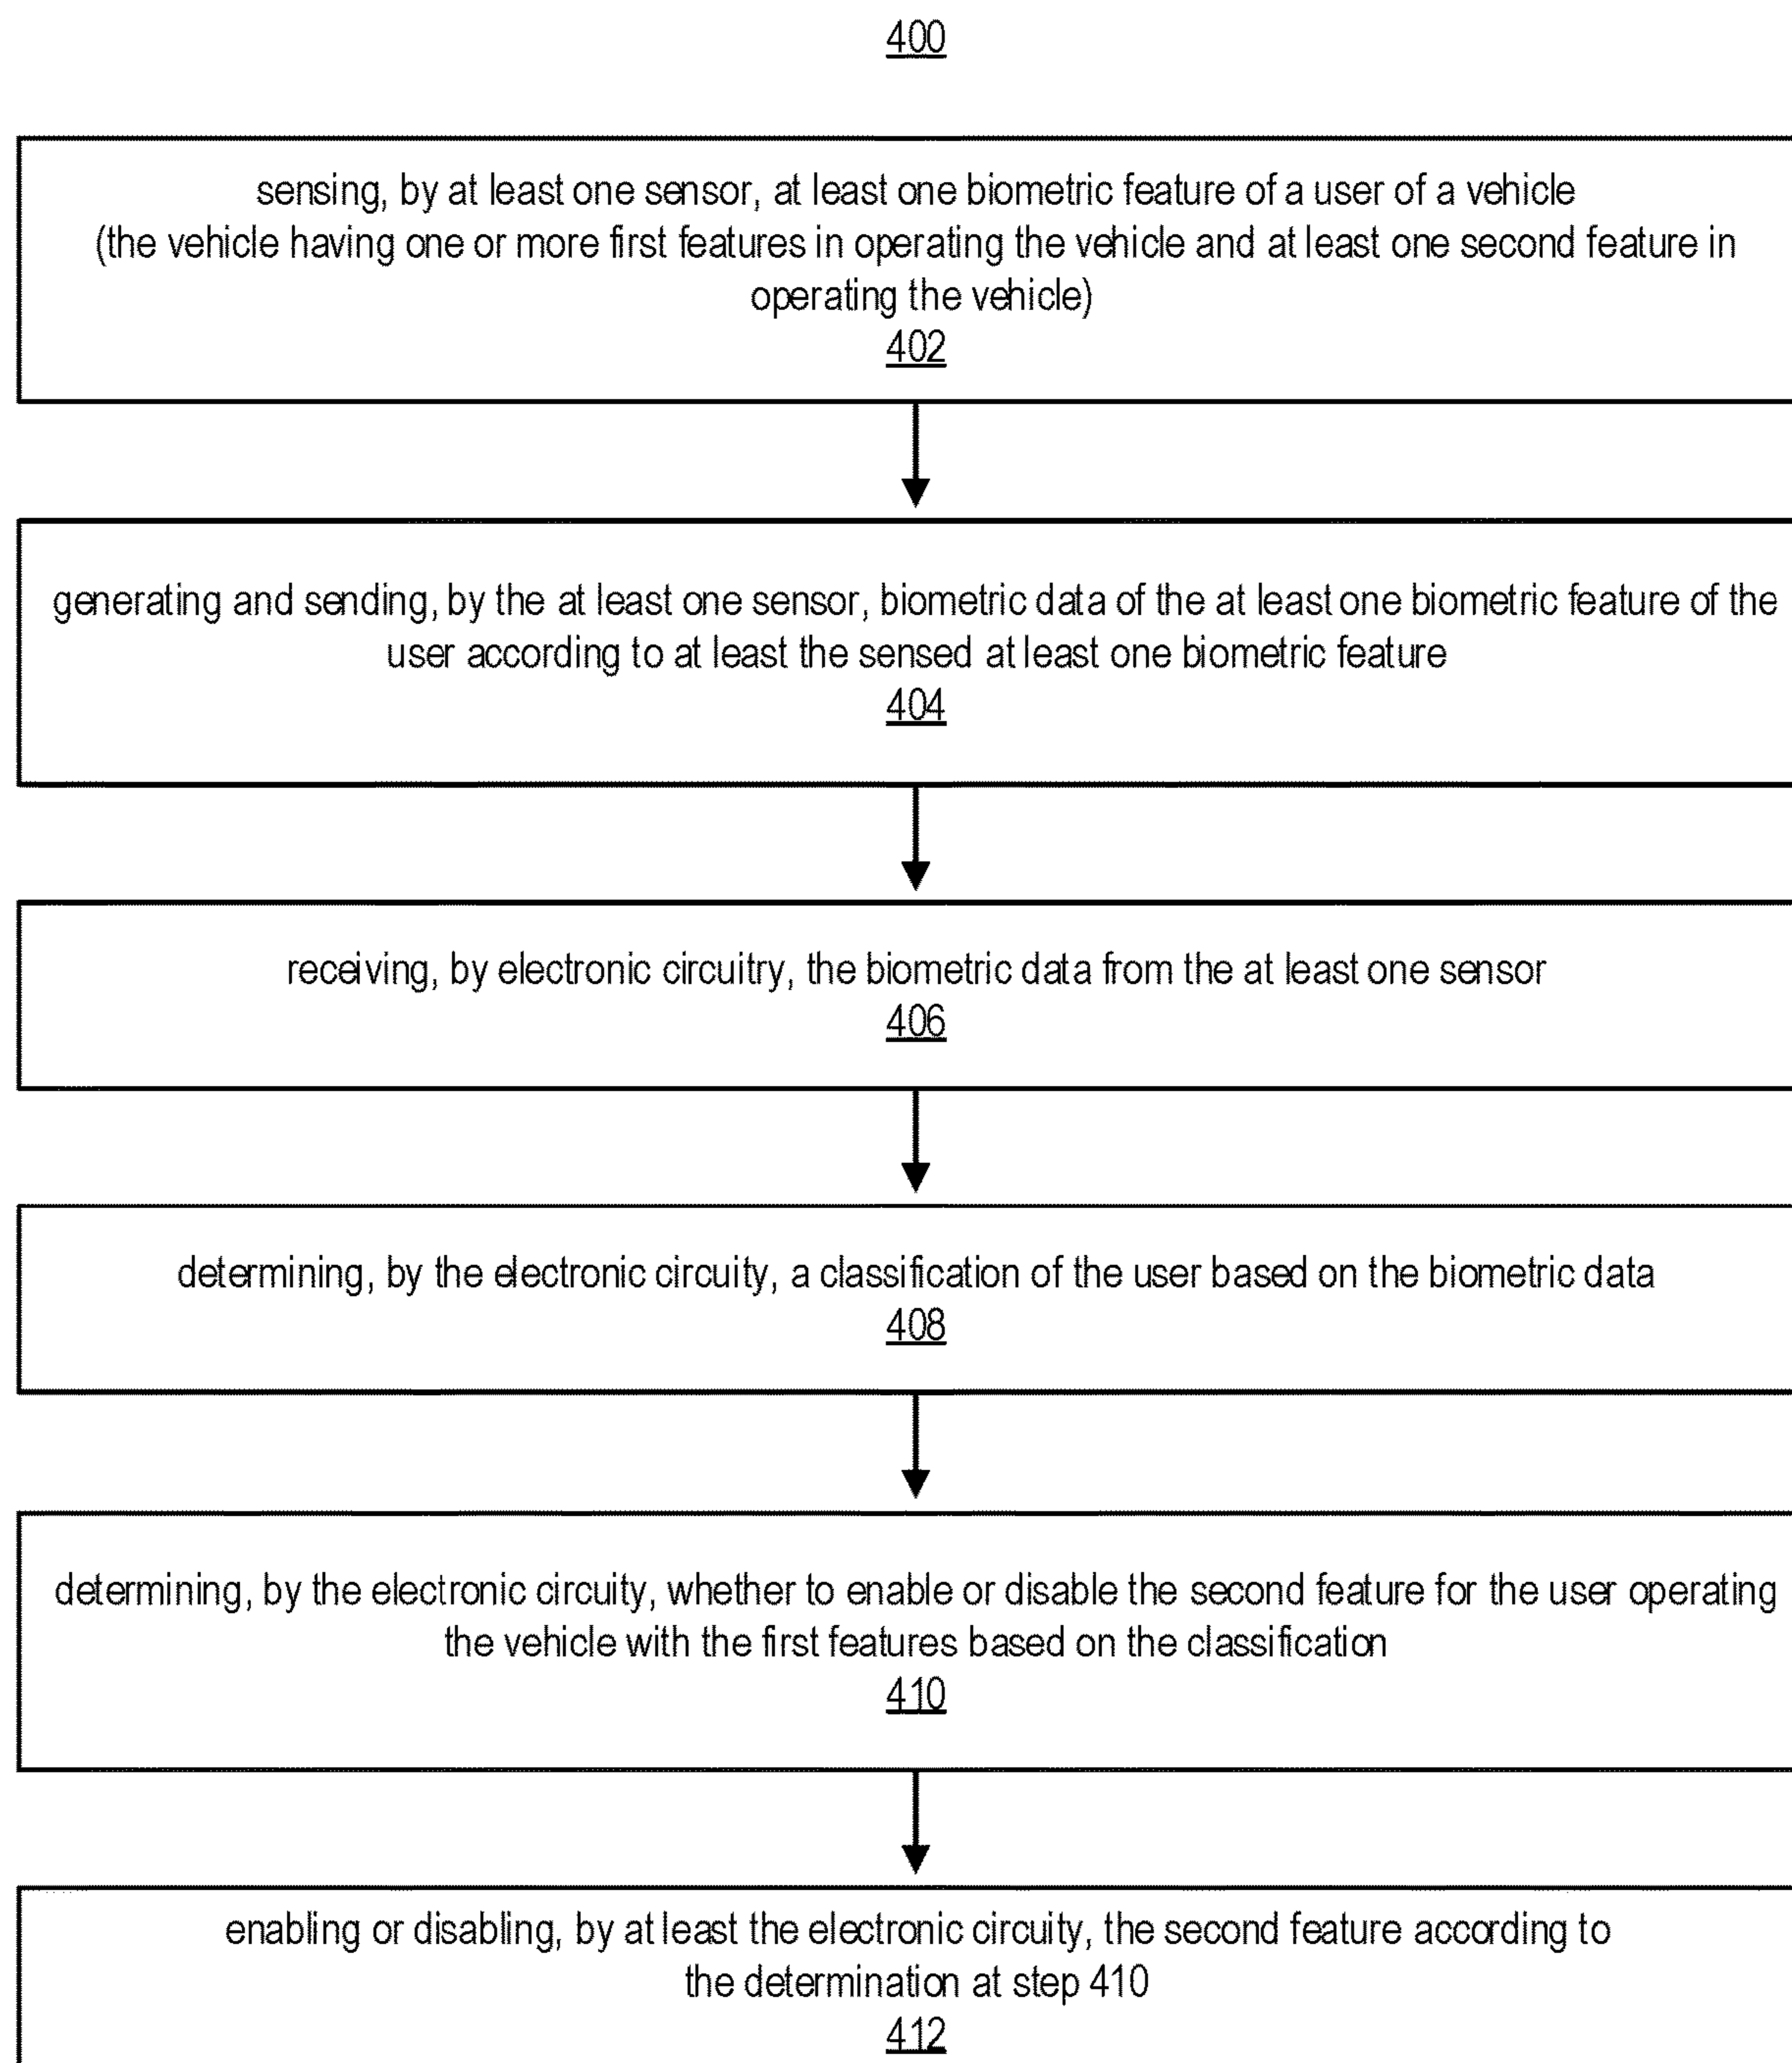 400
sensing, by at least one sensor, at least one biometric feature of a user of a vehicle
(the vehicle having one or more first features in operating the vehicle and at least one second feature in
operating the vehicle)
402
generating and sending, by the at least one sensor, biometric data of the at least one biometric feature of the
user according to at least the sensed at least one biometric feature
404
receiving, by electronic circuitry, the biometric data from the at least one sensor
406
determining, by the electronic circuity, a classification of the user based on the biometric data
408
determining, by the electronic circuity, whether to enable or disable the second feature for the user operating
the vehicle with the first features based on the classification
410
enabling or disabling, by at least the electronic circuity, the second feature according to
the determination at step 410
412